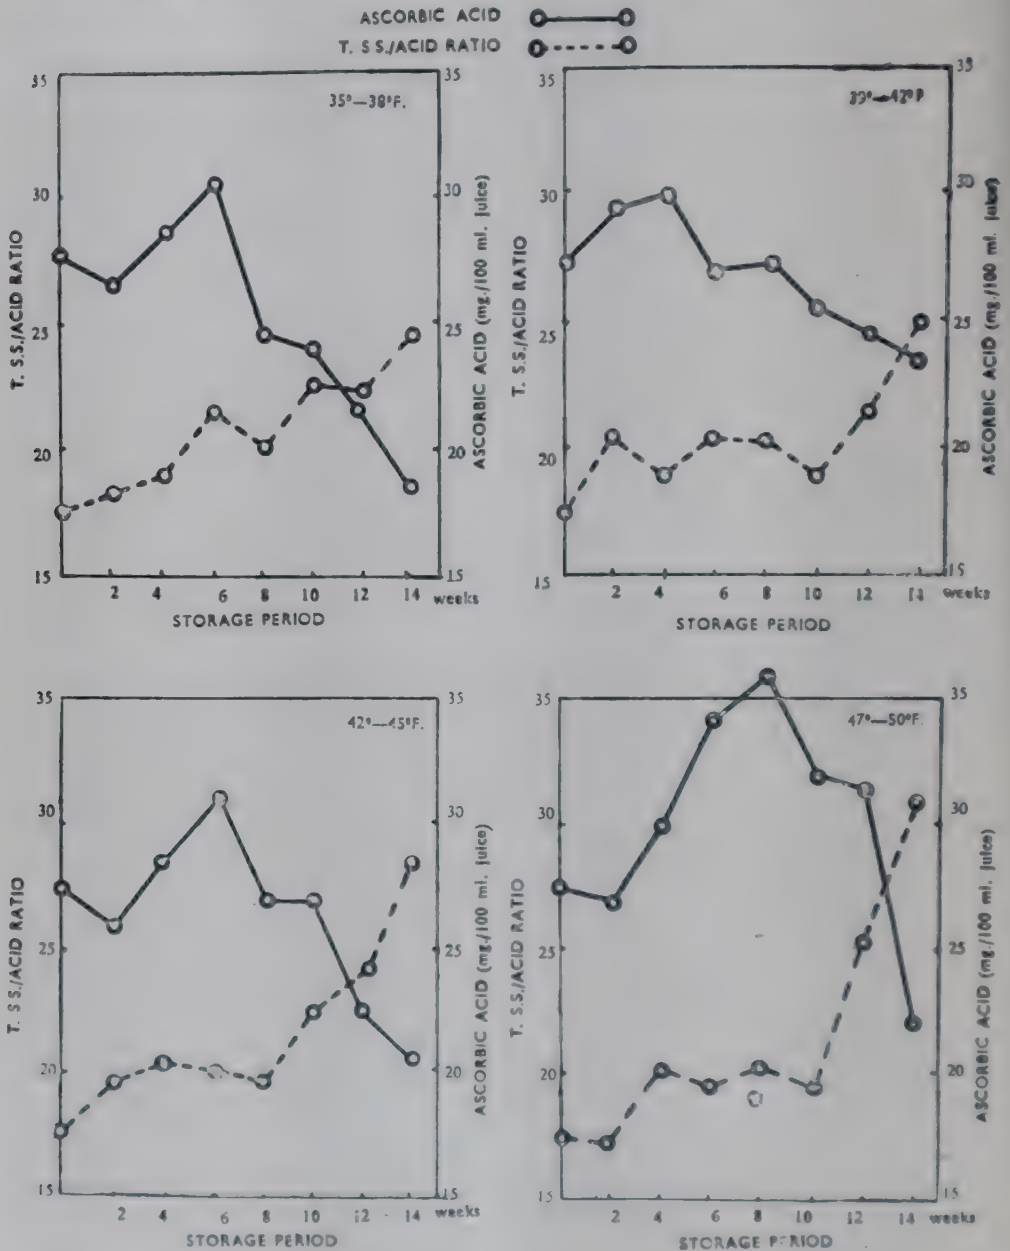 ASCORBIC ACID
T. S.S./ACID RATIO
35
30
25
20
15
T. S.S./ACID RATIO
35°—38°F.
35
30
25
20
15
ASCORBIC ACID (mg./100 ml. juice)
2 4 6 8 10 12 14 weeks
STORAGE PERIOD
35
30
25
20
15
T. S.S./ACID RATIO
39°—42°F
35
30
25
20
15
ASCORBIC ACID (mg./100 ml. juice)
2 4 6 8 10 12 14 weeks
STORAGE PERIOD
35
30
25
20
15
T. S.S./ACID RATIO
42°—45°F.
35
30
25
20
15
ASCORBIC ACID (mg./100 ml. juice)
2 4 6 8 10 12 14 weeks
STORAGE PERIOD
35
30
25
20
15
T. S.S./ACID RATIO
47°—50°F.
35
30
25
20
15
ASCORBIC ACID (mg./100 ml. juice)
2 4 6 8 10 12 14 weeks
STORAGE PERIOD